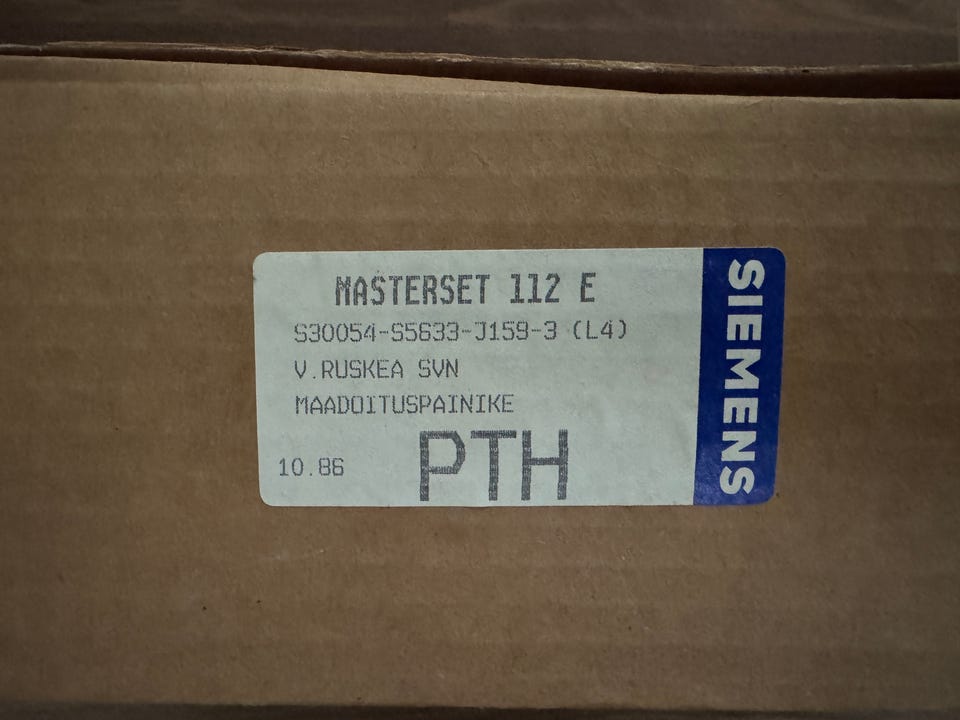 MASTERSET 112 E
S30054-S5633-J159-3 (L4)
V.RUSKEA SVN
MAADOITUSPAINIKE
10.86
PTH
SIEMENS